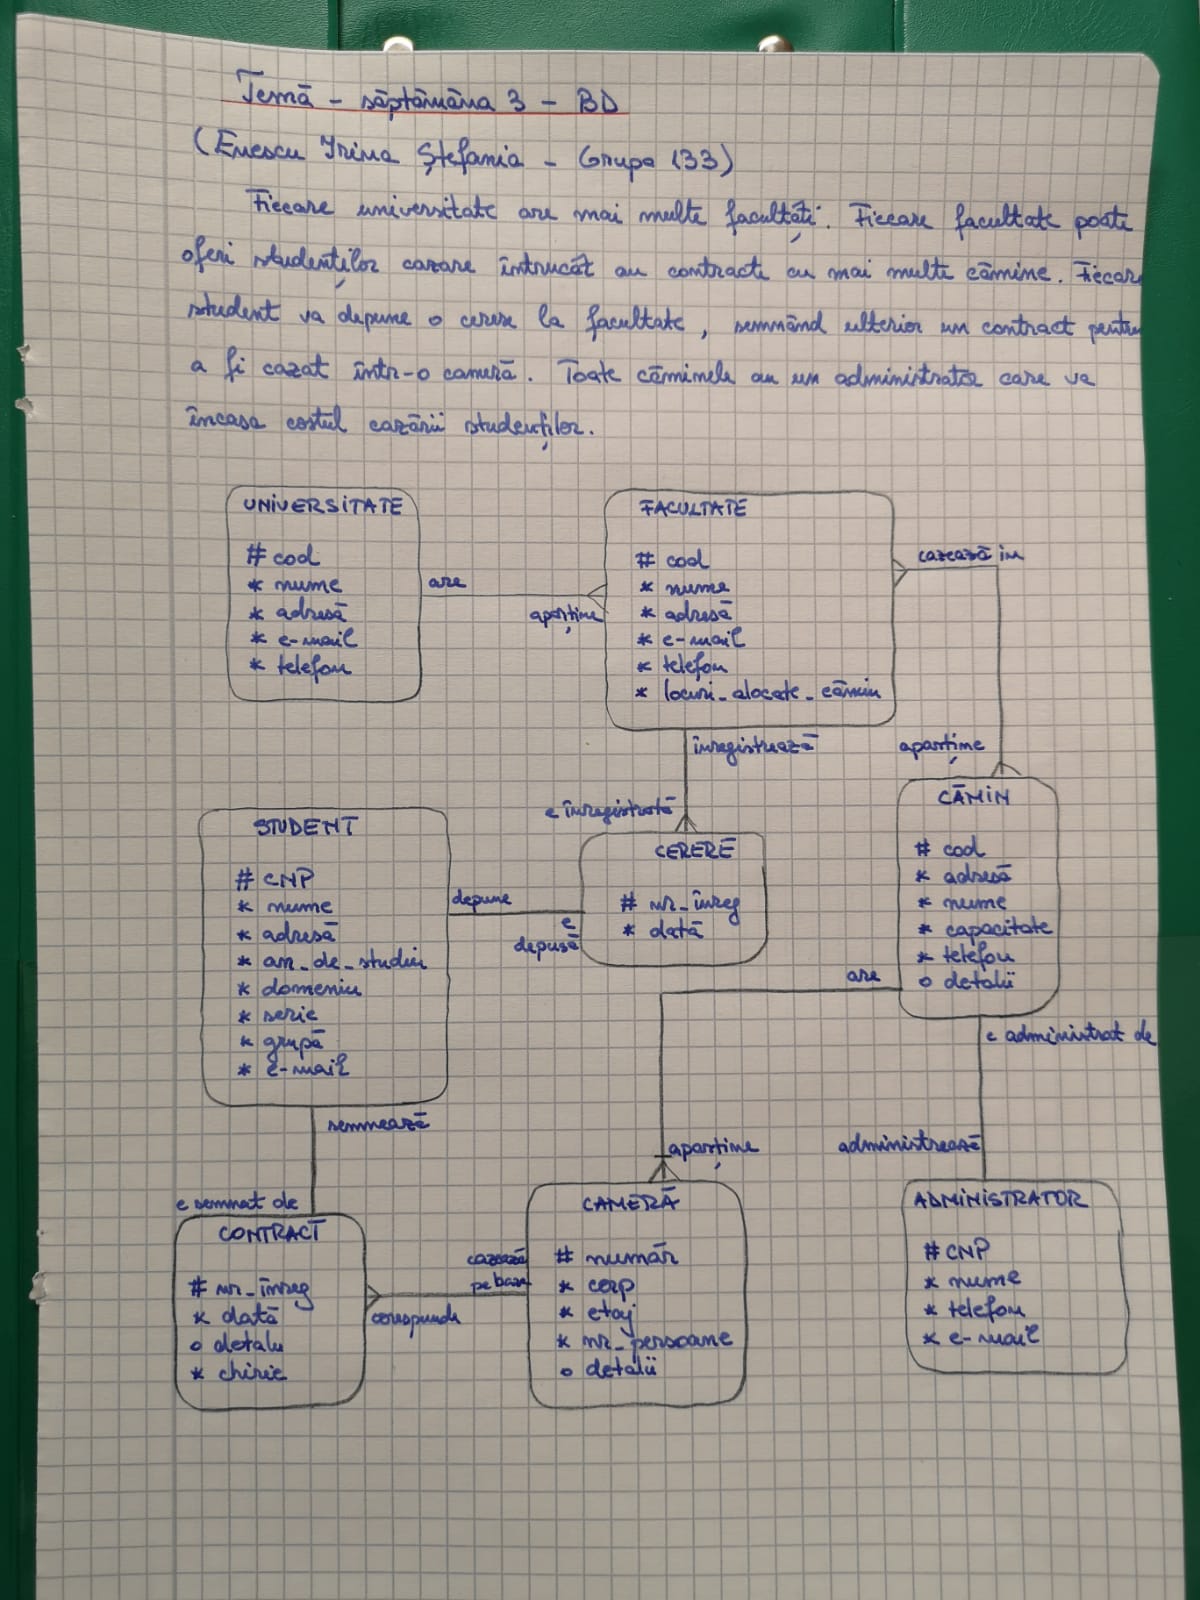 Temă - săptămâna 3 - BD
(Enescu Irina Ștefania - Grupa 133)
Fiecare universitate are mai multe facultăți. Fiecare facultate poate
oferi studenților cazare întrucât au contracte cu mai multe cămine. Fiecare
student va depune o cerere la facultate, semnând ulterior un contract pentru
a fi cazat într-o cameră. Toate căminele au un administrator care va
încasa costul cazării studenților.
UNIVERSITATE
# cod
* nume
* adresă
* e-mail
* telefon
are
aparține
FACULTATE
# cod
* nume
* adresă
* e-mail
* telefon
* locuri_alocate_cămin
cazează în
aparține
înregistrează
e înregistrată
STUDENT
# CNP
* nume
* adresă
* an_de_studiu
* domeniu
* serie
* grupă
* e-mail
depune
e
depusă
CERERE
# nr_înreg
* dată
CĂMIN
# cod
* adresă
* nume
* capacitate
* telefon
o detalii
are
aparține
e administrat de
administrează
semnează
e semnat de
CONTRACT
# nr_înreg
* dată
o detalii
* chirie
cazează
pe baza
corespunde
CAMERĂ
# număr
* corp
* etaj
* nr_persoane
o detalii
ADMINISTRATOR
# CNP
* nume
* telefon
* e-mail